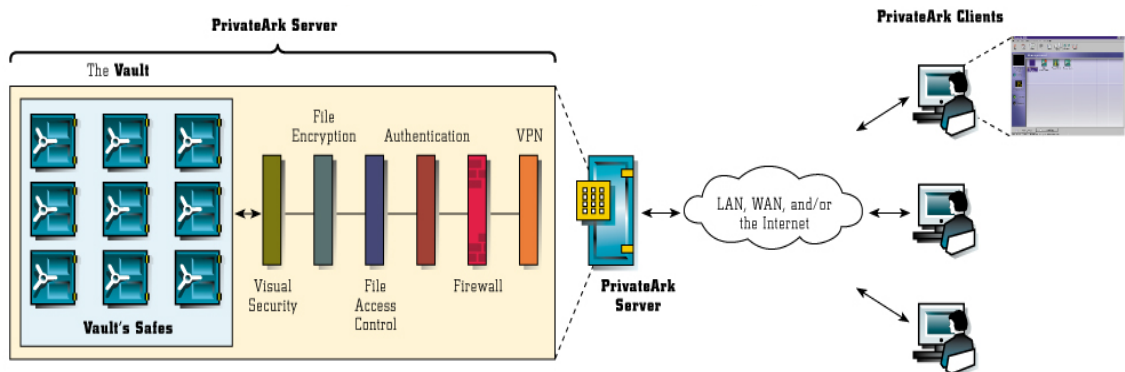 PrivateArk Server
PrivateArk Clients
The Vault
File
Encryption
Authentication
VPN
LAN, WAN, and/or
the Internet
Visual
Security
File
Access
Control
Firewall
PrivateArk
Server
Vault's Safes